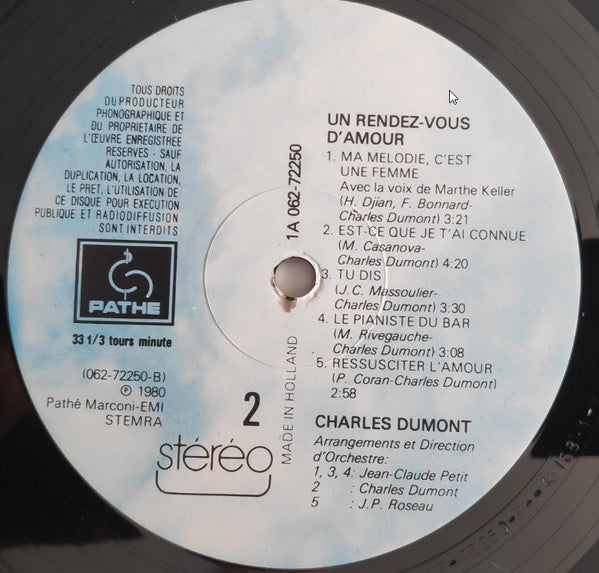 TOUS DROITS
DU PRODUCTEUR
PHONOGRAPHIQUE ET
DU PROPRIETAIRE DE
L'ŒUVRE ENREGISTREE
RESERVES - SAUF
AUTORISATION, LA
DUPLICATION, LA LOCATION,
LE PRET, L'UTILISATION DE
CE DISQUE POUR EXECUTION
PUBLIQUE ET RADIODIFFUSION
SONT INTERDITS
PATHE
33 1/3 tours minute
(062-72250-B)
Ⓟ 1980
Pathé Marconi-EMI
STEMRA
2
stéréo
MADE IN HOLLAND
1A 062-72250
UN RENDEZ-VOUS
D'AMOUR
1. MA MELODIE, C'EST
UNE FEMME
Avec la voix de Marthe Keller
(H. Djian, F. Bonnard-
Charles Dumont) 3:21
2. EST-CE QUE JE T'AI CONNUE
(M. Casanova-
Charles Dumont) 4:20
3. TU DIS
(J.C. Massoulier-
Charles Dumont) 3:30
4. LE PIANISTE DU BAR
(M. Rivegauche-
Charles Dumont) 3:08
5. RESSUSCITER L'AMOUR
(P. Coran-Charles Dumont)
2:58
CHARLES DUMONT
Arrangements et Direction
d'Orchestre:
1, 3, 4: Jean-Claude Petit
2 : Charles Dumont
5 : J.P. Roseau